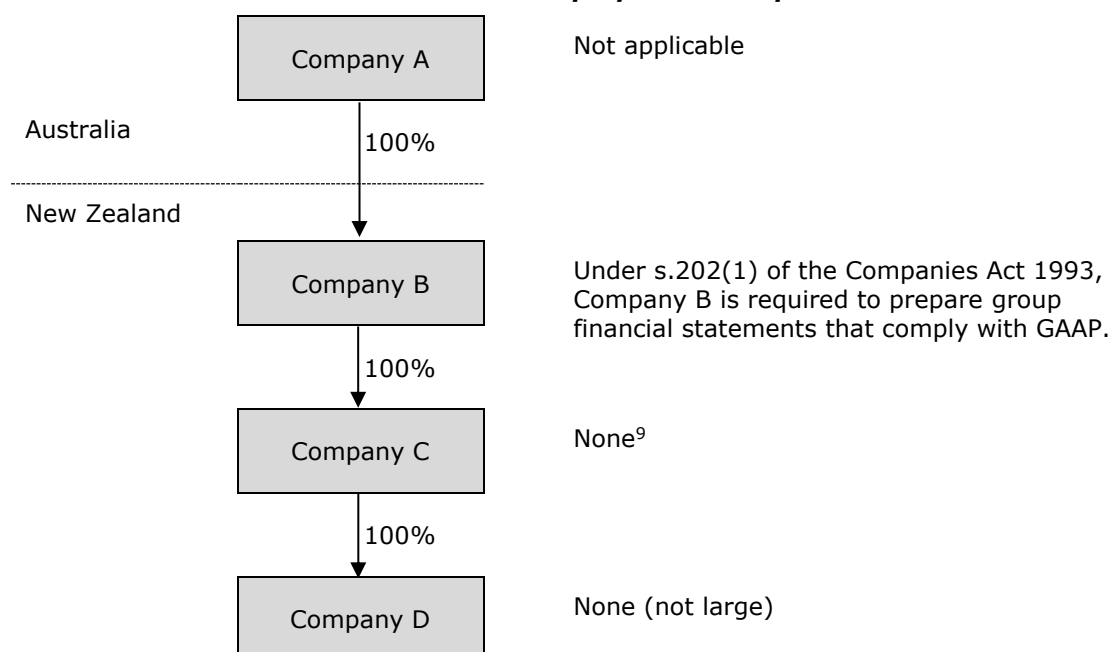 Company A
Not applicable
Australia
100%
New Zealand
Company B
Under s.202(1) of the Companies Act 1993,
Company B is required to prepare group
financial statements that comply with GAAP.
100%
Company C
None⁹
100%
Company D
None (not large)